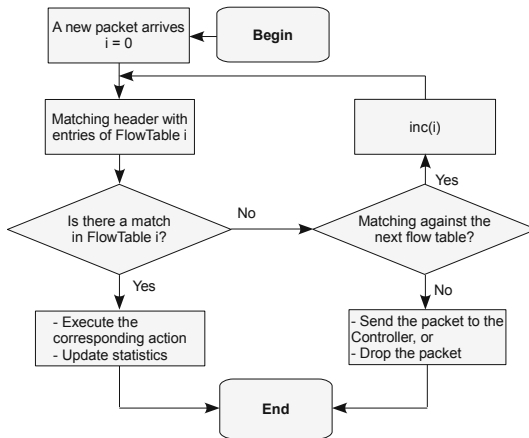 A new packet arrives
i = 0
Begin
Matching header with
entries of FlowTable i
inc(i)
Yes
Is there a match
in FlowTable i?
No
Matching against the
next flow table?
Yes
No
- Execute the
corresponding action
- Update statistics
- Send the packet to the
Controller, or
- Drop the packet
End